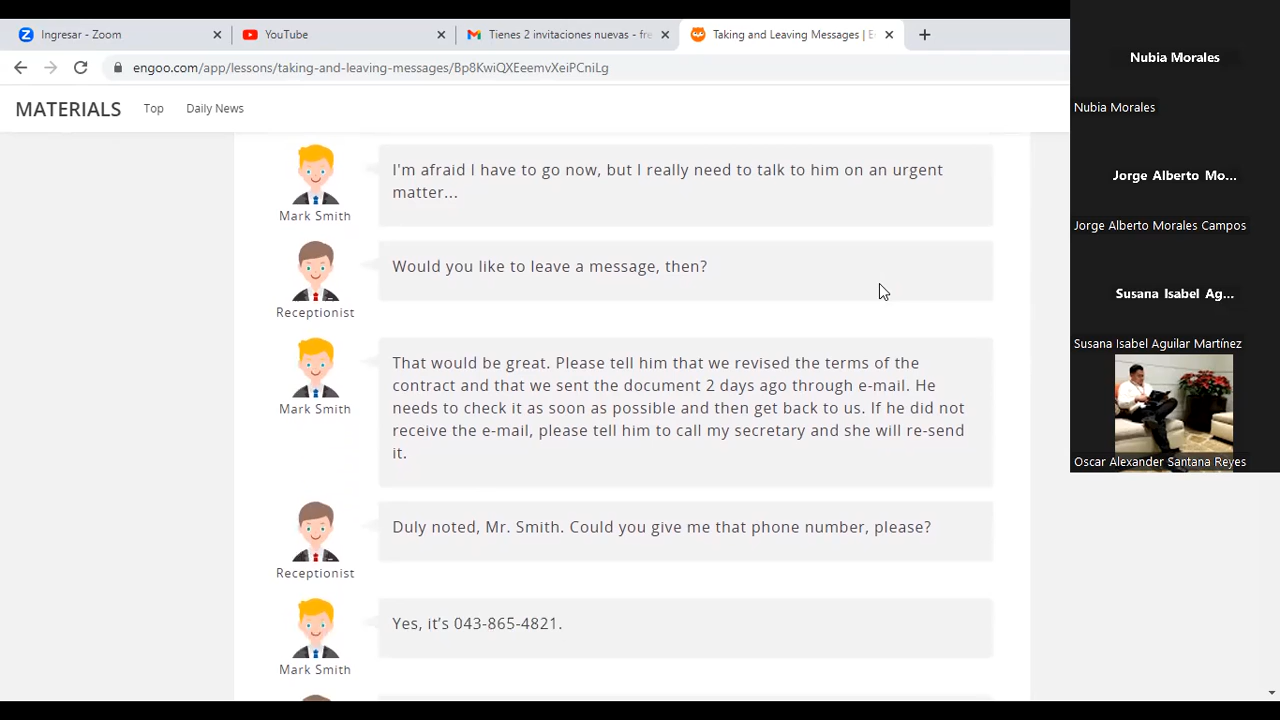 Ingresar - Zoom
YouTube
Tienes 2 invitaciones nuevas - fre
Taking and Leaving Messages | E
engoo.com/app/lessons/taking-and-leaving-messages/Bp8KwiQXEeemvXeiPCniLg
MATERIALS
Top
Daily News
I'm afraid I have to go now, but I really need to talk to him on an urgent
matter...
Mark Smith
Would you like to leave a message, then?
Receptionist
That would be great. Please tell him that we revised the terms of the
contract and that we sent the document 2 days ago through e-mail. He
needs to check it as soon as possible and then get back to us. If he did not
receive the e-mail, please tell him to call my secretary and she will re-send
it.
Mark Smith
Duly noted, Mr. Smith. Could you give me that phone number, please?
Receptionist
Yes, it’s 043-865-4821.
Mark Smith
Nubia Morales
Nubia Morales
Jorge Alberto Mo...
Jorge Alberto Morales Campos
Susana Isabel Ag...
Susana Isabel Aguilar Martínez
Oscar Alexander Santana Reyes